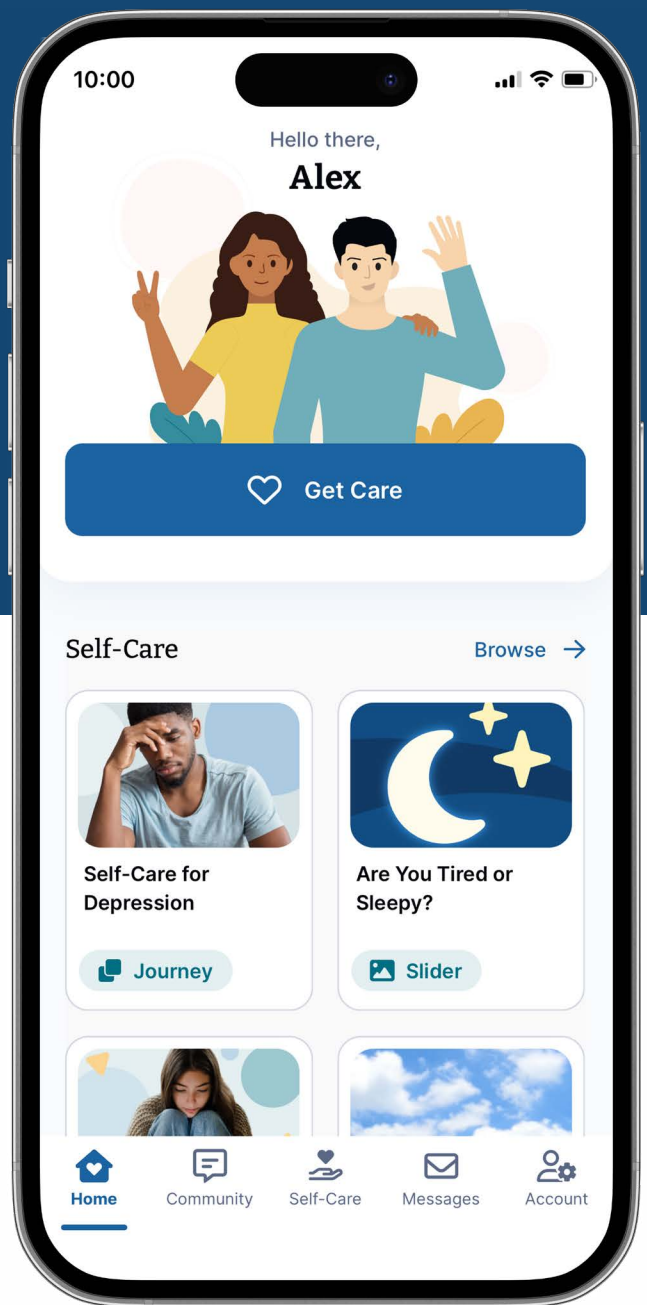 10:00
Hello there,
Alex
Get Care
Self-Care
Browse
Self-Care for
Depression
Journey
Are You Tired or
Sleepy?
Slider
Home
Community
Self-Care
Messages
Account